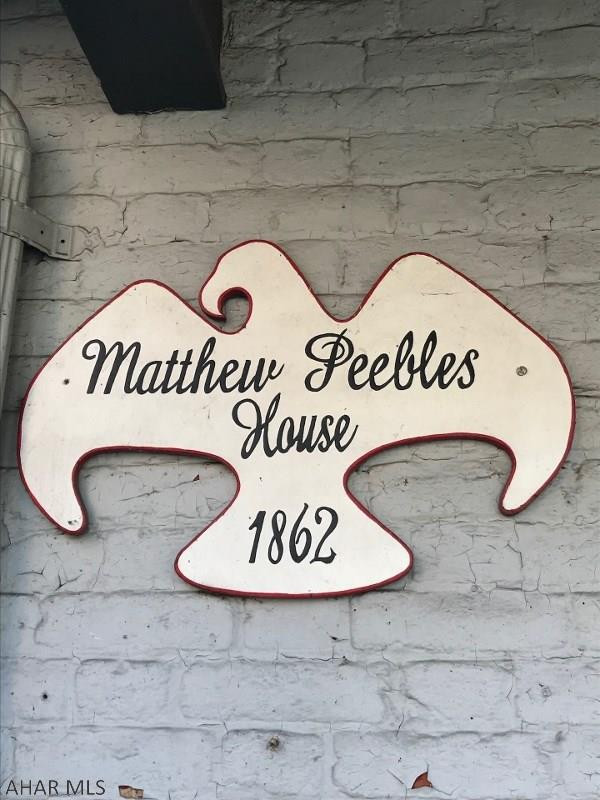 Matthew Peebles
House
1862
AHAR MLS